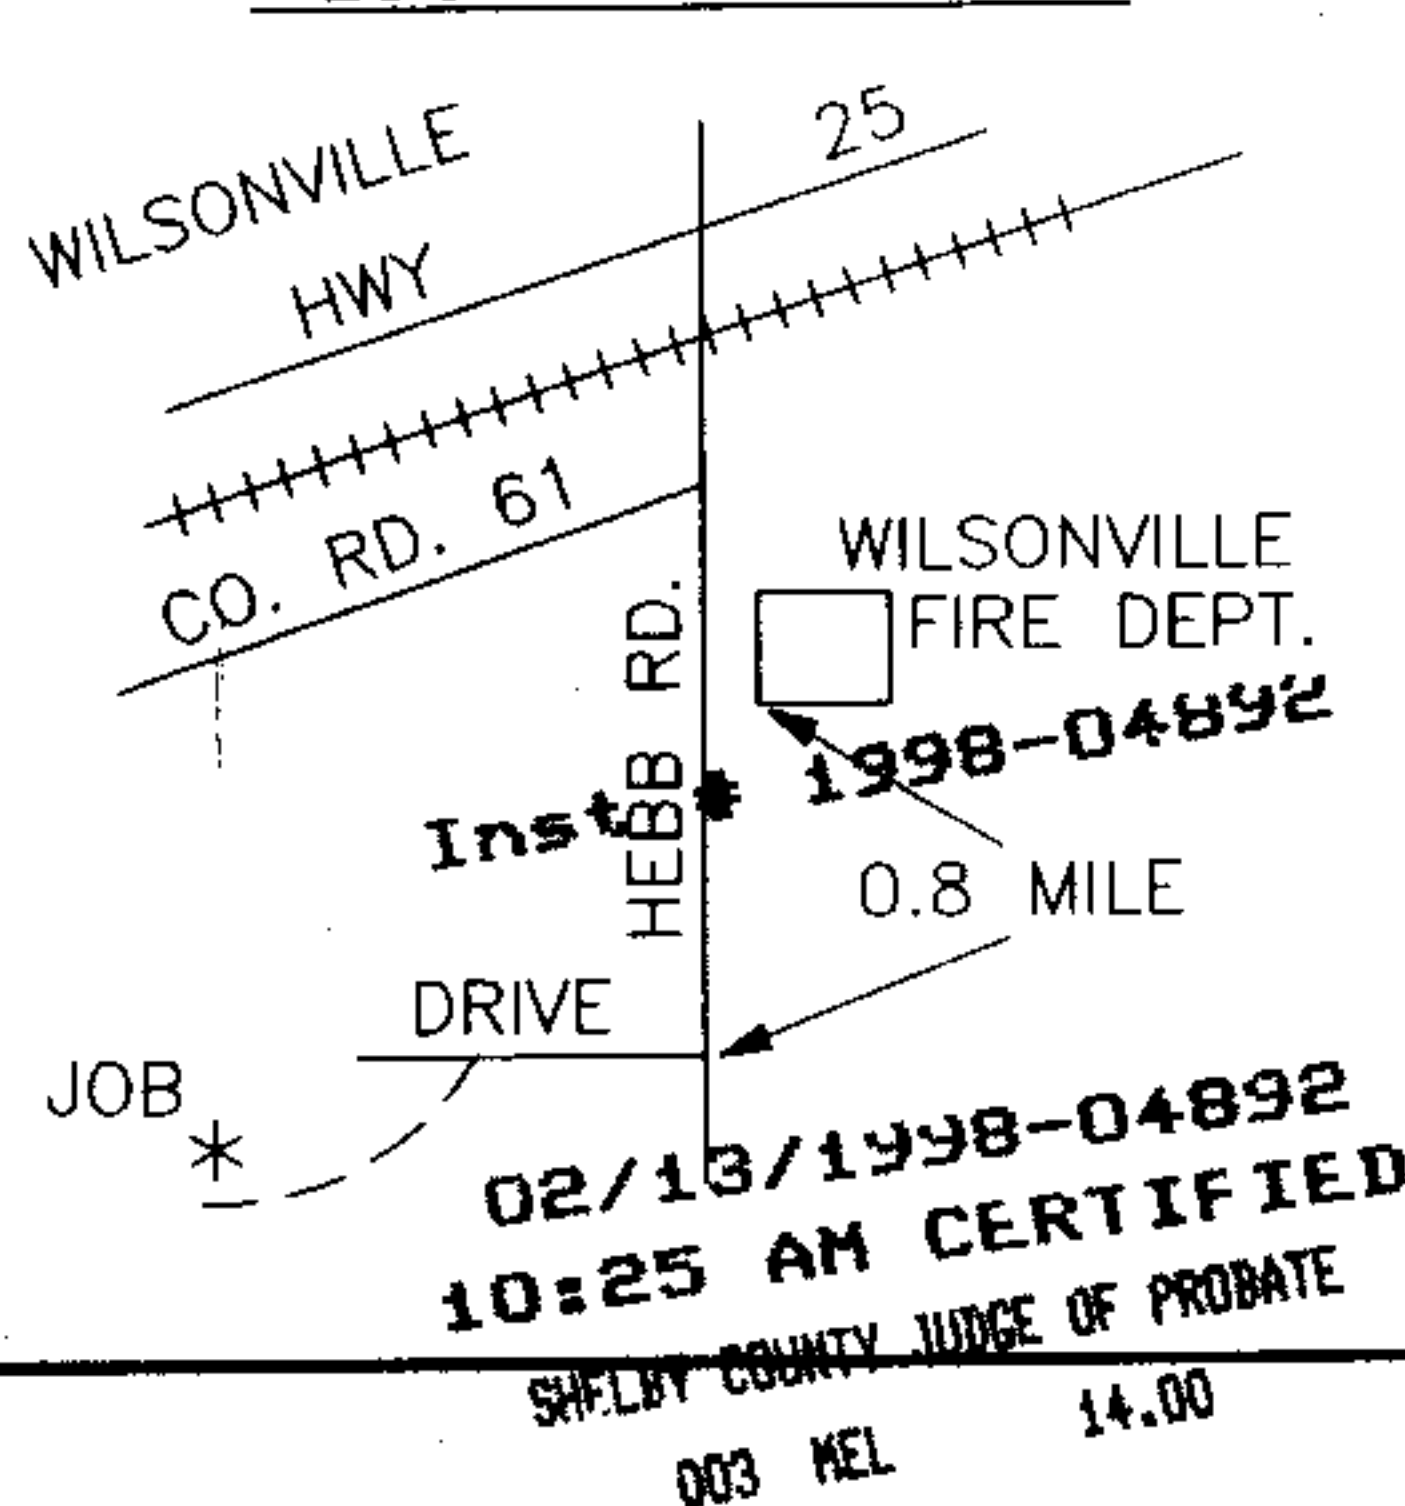 WILSONVILLE
HWY 25
CO. RD. 61
WILSONVILLE
FIRE DEPT.
HEBB RD.
Inst # 1998-04892
0.8 MILE
DRIVE
JOB
02/13/1998-04892
10:25 AM CERTIFIED
SHELBY COUNTY JUDGE OF PROBATE
003 MEL 14.00